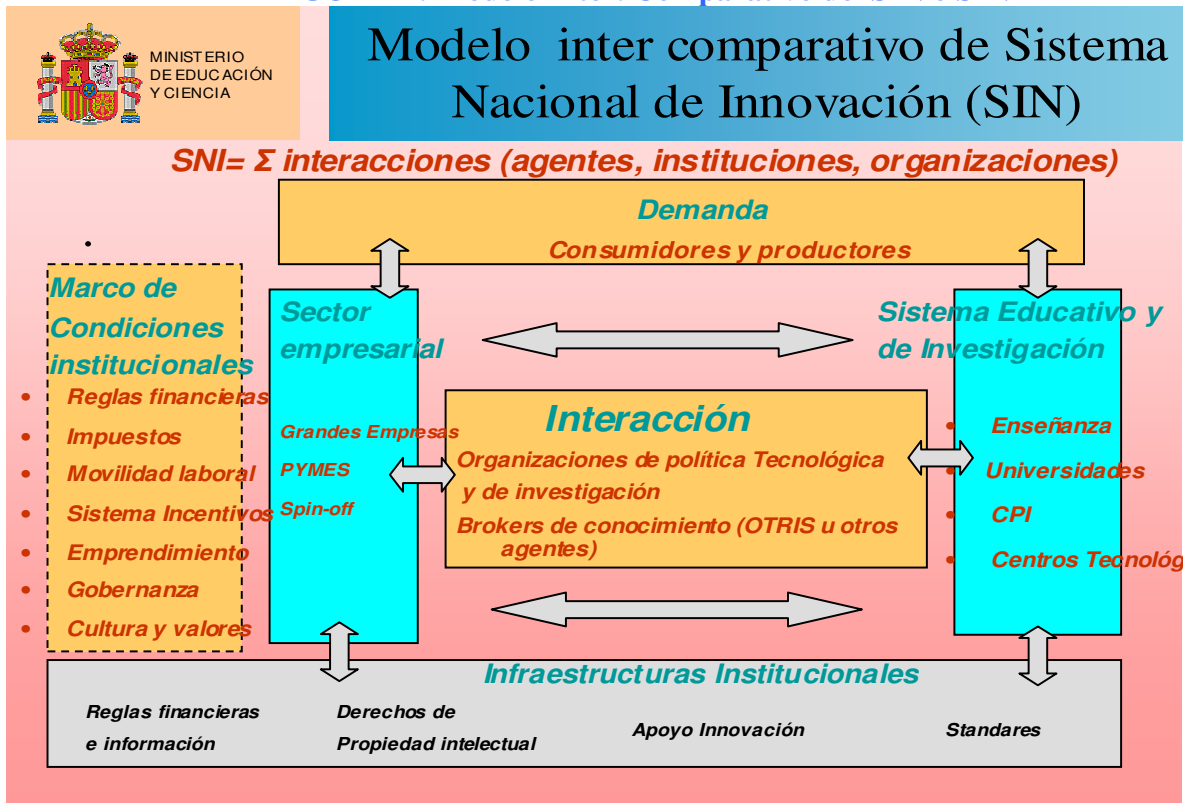 MINISTERIO
DE EDUCACIÓN
Y CIENCIA
Modelo inter comparativo de Sistema
Nacional de Innovación (SIN)
SNI= Σ interacciones (agentes, instituciones, organizaciones)
Demanda
Consumidores y productores
•
Marco de
Condiciones
institucionales
• Reglas financieras
• Impuestos
• Movilidad laboral
• Sistema Incentivos
• Emprendimiento
• Gobernanza
• Cultura y valores
Sector
empresarial
Grandes Empresas
PYMES
Spin-off
Interacción
Organizaciones de política Tecnológica
y de investigación
Brokers de conocimiento (OTRIS u otros
agentes)
Sistema Educativo y
de Investigación
• Enseñanza
• Universidades
• CPI
• Centros Tecnológ
Infraestructuras Institucionales
Reglas financieras
e información
Derechos de
Propiedad intelectual
Apoyo Innovación
Standares